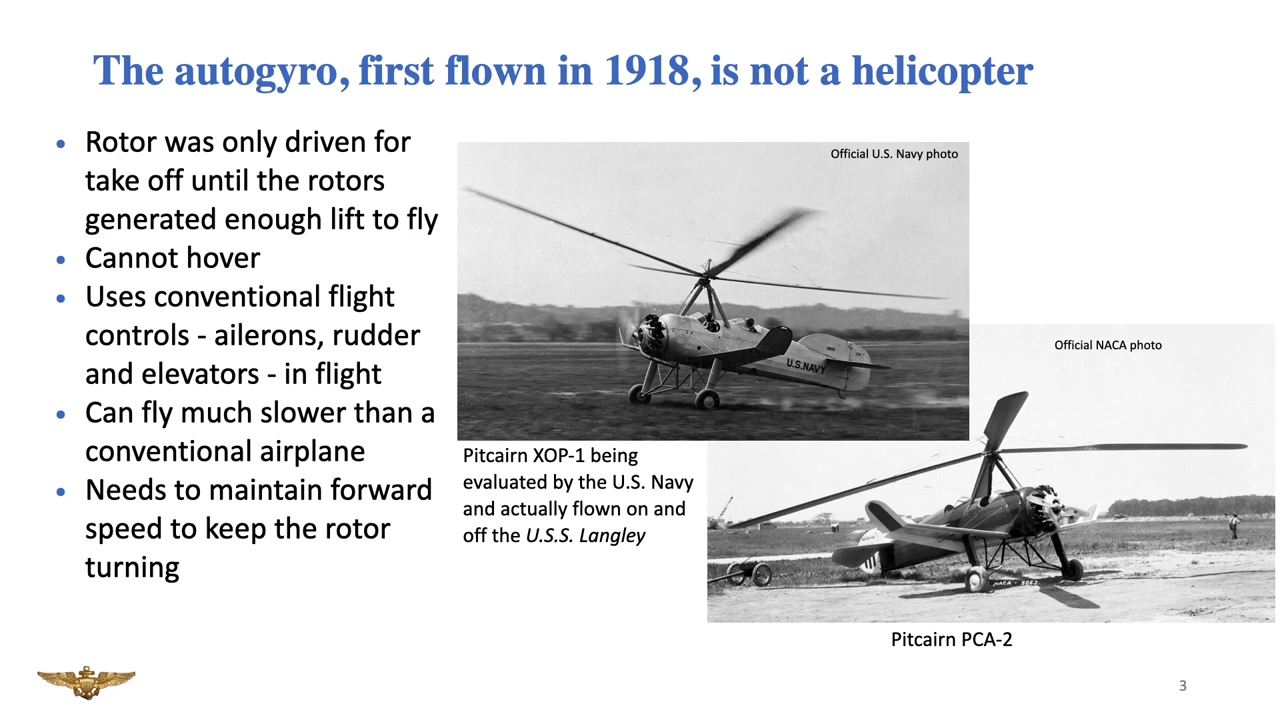 The autogyro, first flown in 1918, is not a helicopter
• Rotor was only driven for
take off until the rotors
generated enough lift to fly
• Cannot hover
• Uses conventional flight
controls - ailerons, rudder
and elevators - in flight
• Can fly much slower than a
conventional airplane
• Needs to maintain forward
speed to keep the rotor
turning
Official U.S. Navy photo
U.S.NAVY
Pitcairn XOP-1 being
evaluated by the U.S. Navy
and actually flown on and
off the U.S.S. Langley
Official NACA photo
NACA - 5662
Pitcairn PCA-2
3